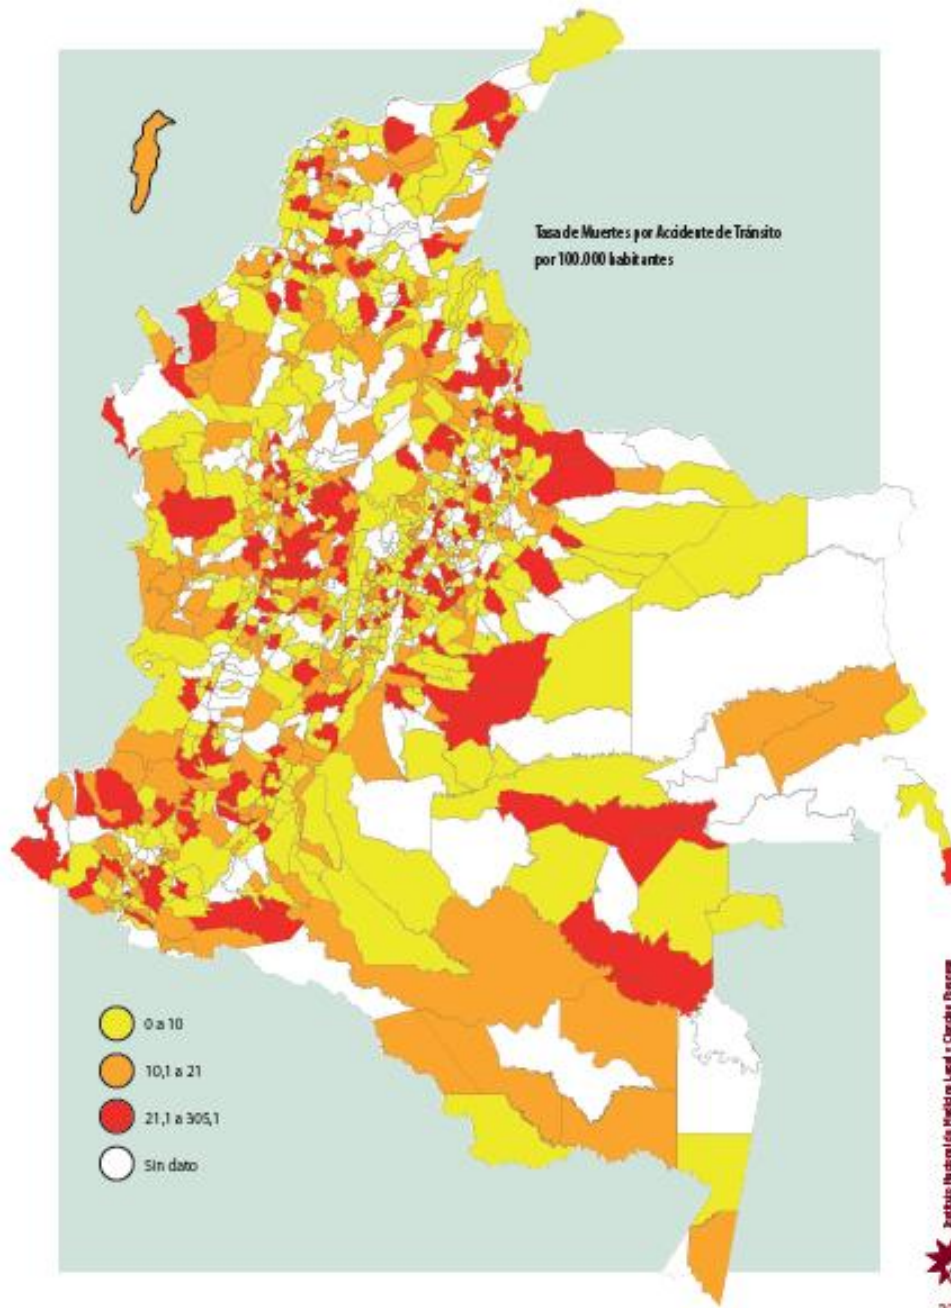 Tasa de Muertes por Accidente de Tránsito
por 100.000 habitantes
0 a 10
10,1 a 21
21,1 a 305,1
Sin dato
Instituto Nacional de Medicina Legal y Ciencias Forenses